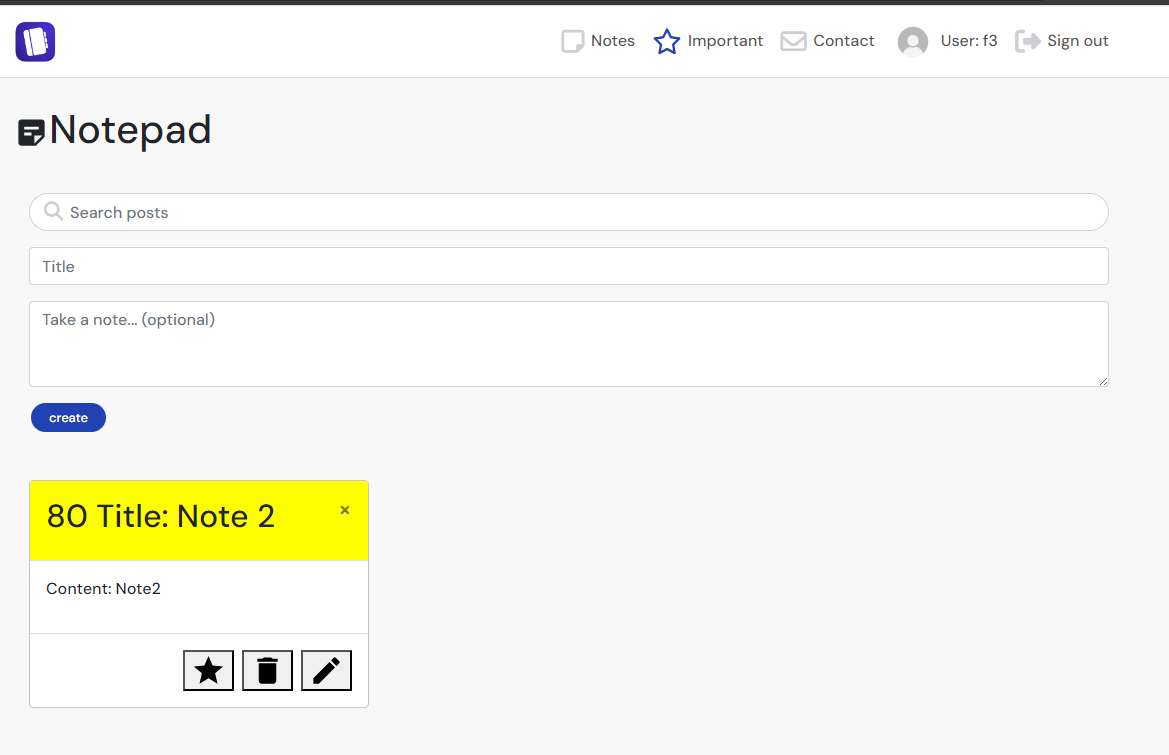 Notes Important Contact User: f3 Sign out
Notepad
Search posts
Title
Take a note... (optional)
create
80 Title: Note 2 ×
Content: Note2